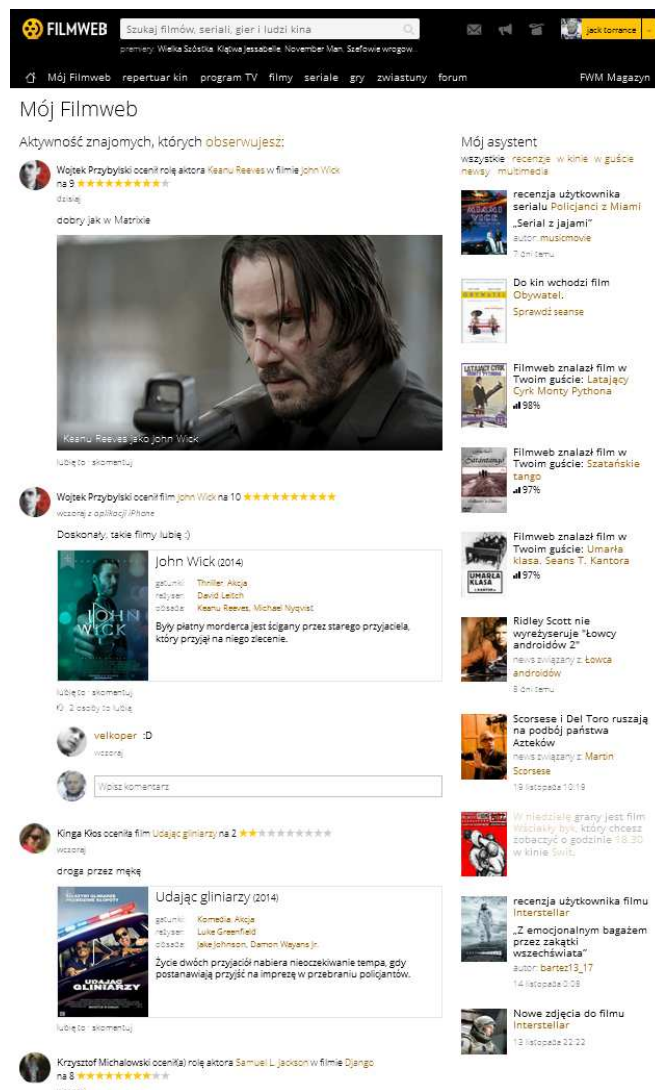 FILMWEB
Szukaj filmów, seriali, gier i ludzi kina
jack torrance
premiery: Wielka Szóstka, Klątwa Jessabelle, November Man, Szefowie wrogow...
Mój Filmweb repertuar kin program TV filmy seriale gry zwiastuny forum FWM Magazyn
Mój Filmweb
Aktywność znajomych, których obserwujesz:
Wojtek Przybylski ocenił rolę aktora Keanu Reeves w filmie John Wick
na 9
dzisiaj
dobry jak w Matrixie
Keanu Reeves jako John Wick
lubię to · skomentuj
Wojtek Przybylski ocenił film John Wick na 10
wczoraj z aplikacji iPhone
Doskonały, takie filmy lubię :)
JOHN
WICK
John Wick (2014)
gatunki: Thriller, Akcja
reżyser: David Leitch
obsada: Keanu Reeves, Michael Nyqvist
Były płatny morderca jest ścigany przez starego przyjaciela,
który przyjął na niego zlecenie.
lubię to · skomentuj
2 osoby to lubią
velkoper :D
wczoraj
Wpisz komentarz
Kinga Kłos oceniła film Udając gliniarzy na 2
wczoraj
droga przez mękę
UDAJĄC
GLINIARZY
Udając gliniarzy (2014)
gatunki: Komedia, Akcja
reżyser: Luke Greenfield
obsada: Jake Johnson, Damon Wayans Jr.
Życie dwóch przyjaciół nabiera nieoczekiwanie tempa, gdy
postanawiają przyjść na imprezę w przebraniu policjantów.
lubię to · skomentuj
Krzysztof Michałowski ocenił(a) rolę aktora Samuel L. Jackson w filmie Django
na 8
Mój asystent
wszystkie recenzje w kinie w guście
newsy multimedia
recenzja użytkownika
serialu Policjanci z Miami
„Serial z jajami”
autor: musicmovie
7 dni temu
Do kin wchodzi film
Obywatel.
Sprawdź seanse
Filmweb znalazł film w
Twoim guście: Latający
Cyrk Monty Pythona
98%
Filmweb znalazł film w
Twoim guście: Szatańskie
tango
97%
UMARŁA
KLASA
Filmweb znalazł film w
Twoim guście: Umarła
klasa. Seans T. Kantora
97%
Ridley Scott nie
wyreżyseruje "Łowcy
androidów 2"
news związany z: Łowca
androidów
8 dni temu
Scorsese i Del Toro ruszają
na podbój państwa
Azteków
news związany z: Martin
Scorsese
19 listopada 10:19
W niedzielę grany jest film
Wściekły byk, który chcesz
zobaczyć o godzinie 18:30
w kinie Świt.
recenzja użytkownika filmu
Interstellar
„Z emocjonalnym bagażem
przez zakątki
wszechświata”
autor: bartez13_17
14 listopada 0:08
Nowe zdjęcia do filmu
Interstellar
13 listopada 22:22